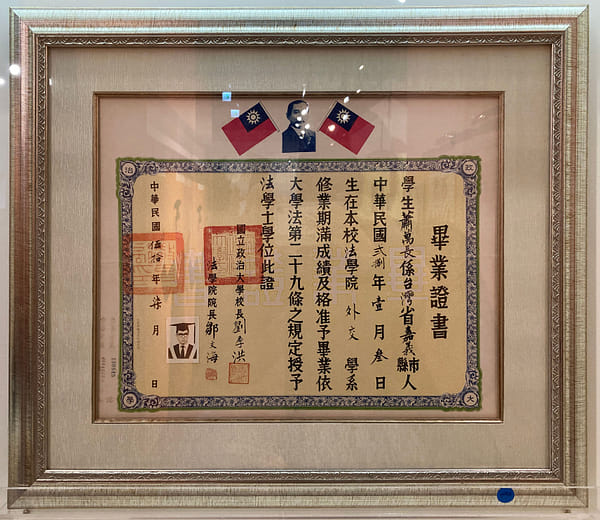 畢業證書
學生蕭萬長係台灣省嘉義市縣人
中華民國貳捌年壹月叁日
生在本校法學院外交學系
修業期滿成績及格准予畢業依
大學法第二十九條之規定授予
法學士學位此證
國立政治大學校長劉季洪
法學院院長鄒文海
中華民國伍拾年柒月 日
政
治
大
學